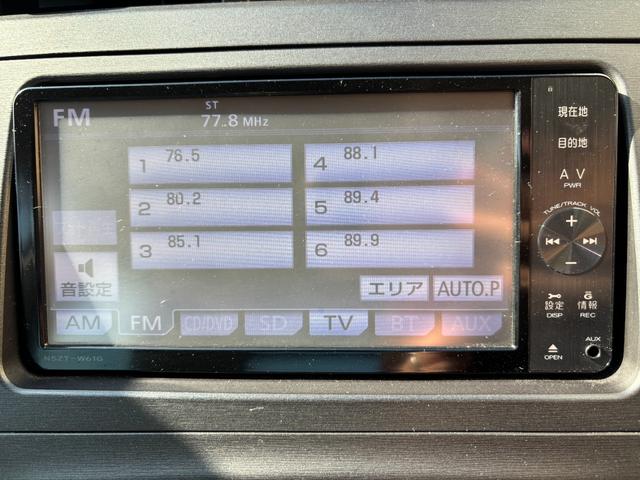 FM
ST
77.8 MHz
1 76.5
4 88.1
2 80.2
5 89.4
3 85.1
6 89.9
音設定
エリア
AUTO.P
AM FM CD/DVD SD TV BT AUX
NSZT-W61G
現在地
目的地
AV
PWR
TUNE/TRACK VOL
+
−
設定 情報
DISP REC
OPEN
AUX